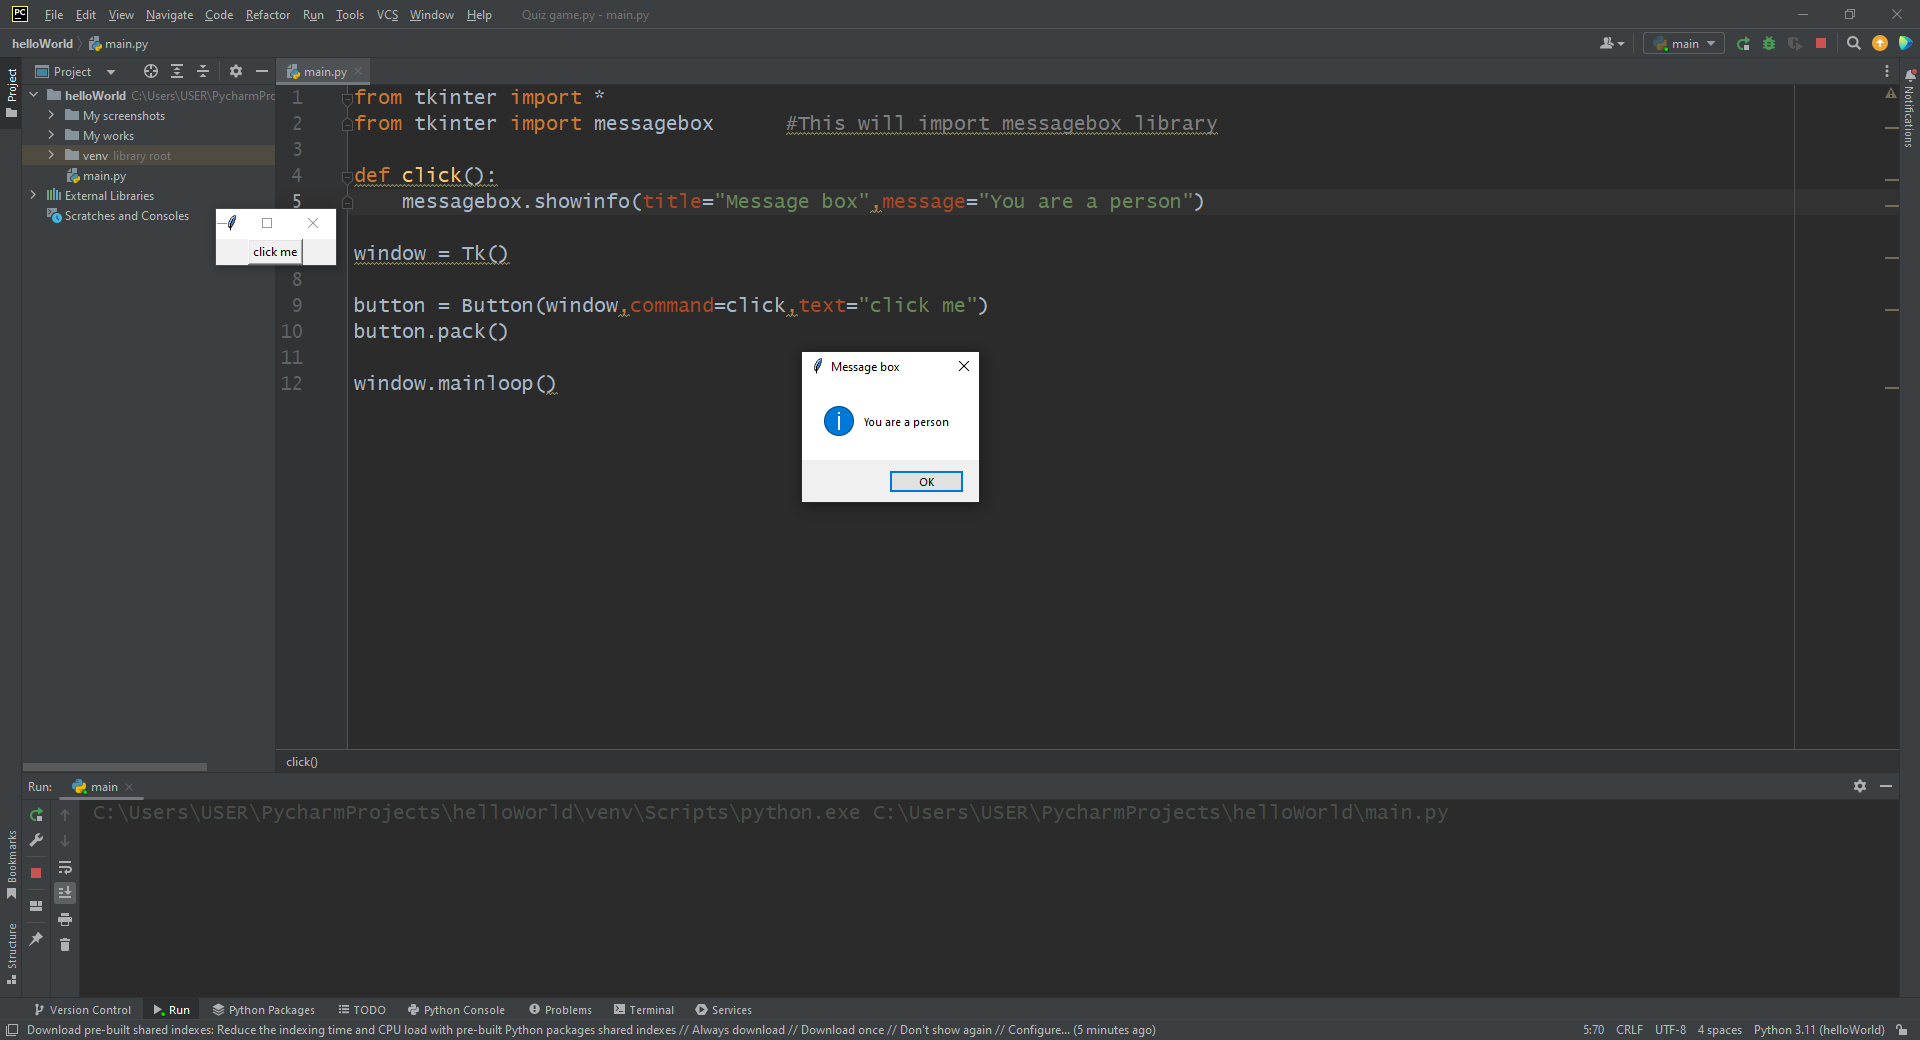 PC File Edit View Navigate Code Refactor Run Tools VCS Window Help Quiz game.py - main.py
helloWorld main.py main
Project
Project main.py
helloWorld C:\Users\USER\PycharmPro
My screenshots
My works
venv library root
main.py
External Libraries
Scratches and Consoles
click me
1 from tkinter import *
2 from tkinter import messagebox #This will import messagebox library
3
4 def click():
5 messagebox.showinfo(title="Message box",message="You are a person")
window = Tk()
8
9 button = Button(window,command=click,text="click me")
10 button.pack()
11
12 window.mainloop()
Message box
You are a person
OK
Notifications
click()
Run: main
C:\Users\USER\PycharmProjects\helloWorld\venv\Scripts\python.exe C:\Users\USER\PycharmProjects\helloWorld\main.py
Bookmarks
Structure
Version Control Run Python Packages TODO Python Console Problems Terminal Services
Download pre-built shared indexes: Reduce the indexing time and CPU load with pre-built Python packages shared indexes // Always download // Download once // Don't show again // Configure... (5 minutes ago) 5:70 CRLF UTF-8 4 spaces Python 3.11 (helloWorld)